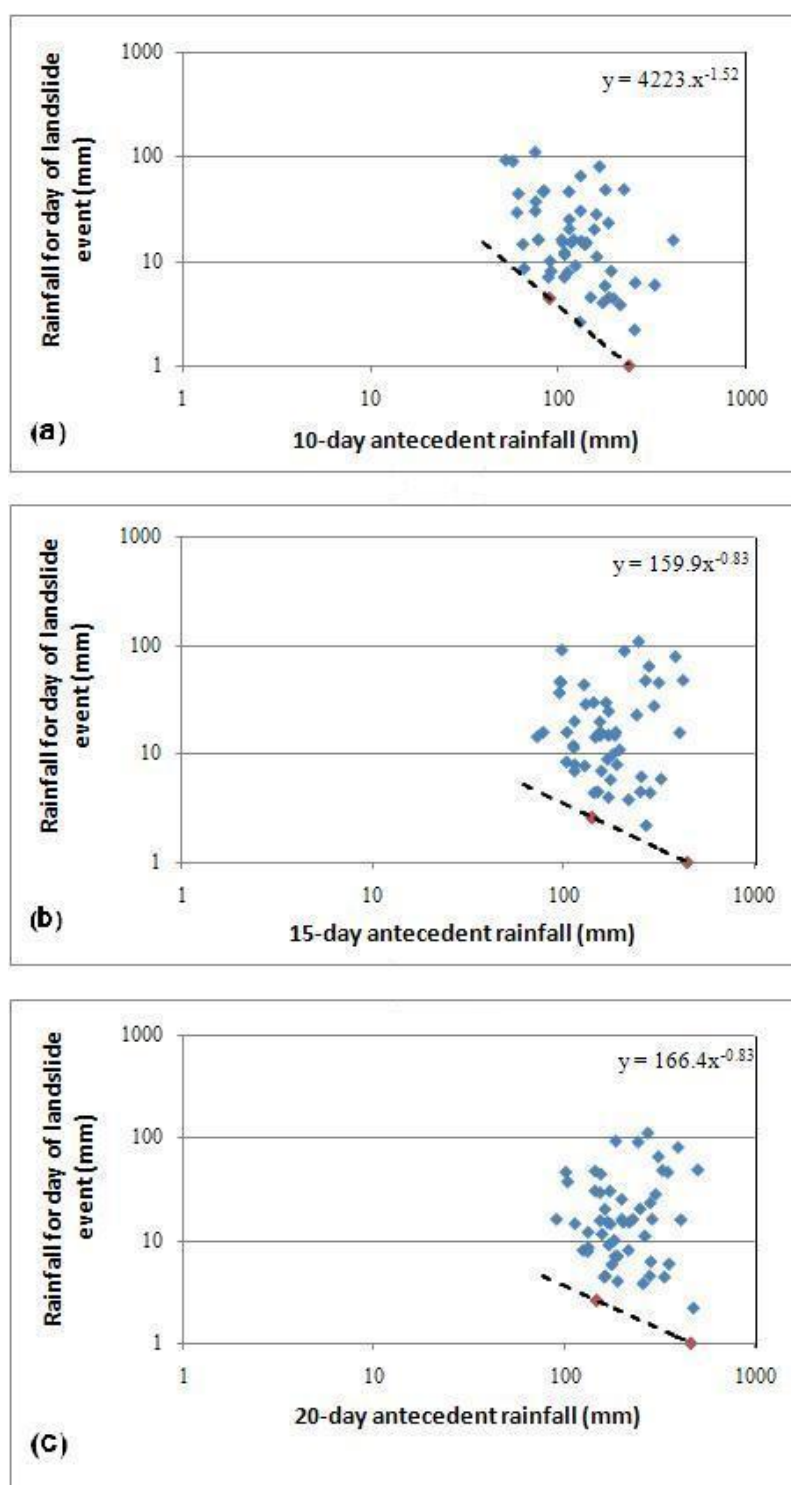 1000
y = 4223.x-1.52
100
10
1
1
10
100
1000
Rainfall for day of landslide
event (mm)
10-day antecedent rainfall (mm)
(a)
1000
y = 159.9x-0.83
100
10
1
1
10
100
1000
Rainfall for day of landslide
event (mm)
15-day antecedent rainfall (mm)
(b)
1000
y = 166.4x-0.83
100
10
1
1
10
100
1000
Rainfall for day of landslide
event (mm)
20-day antecedent rainfall (mm)
(c)